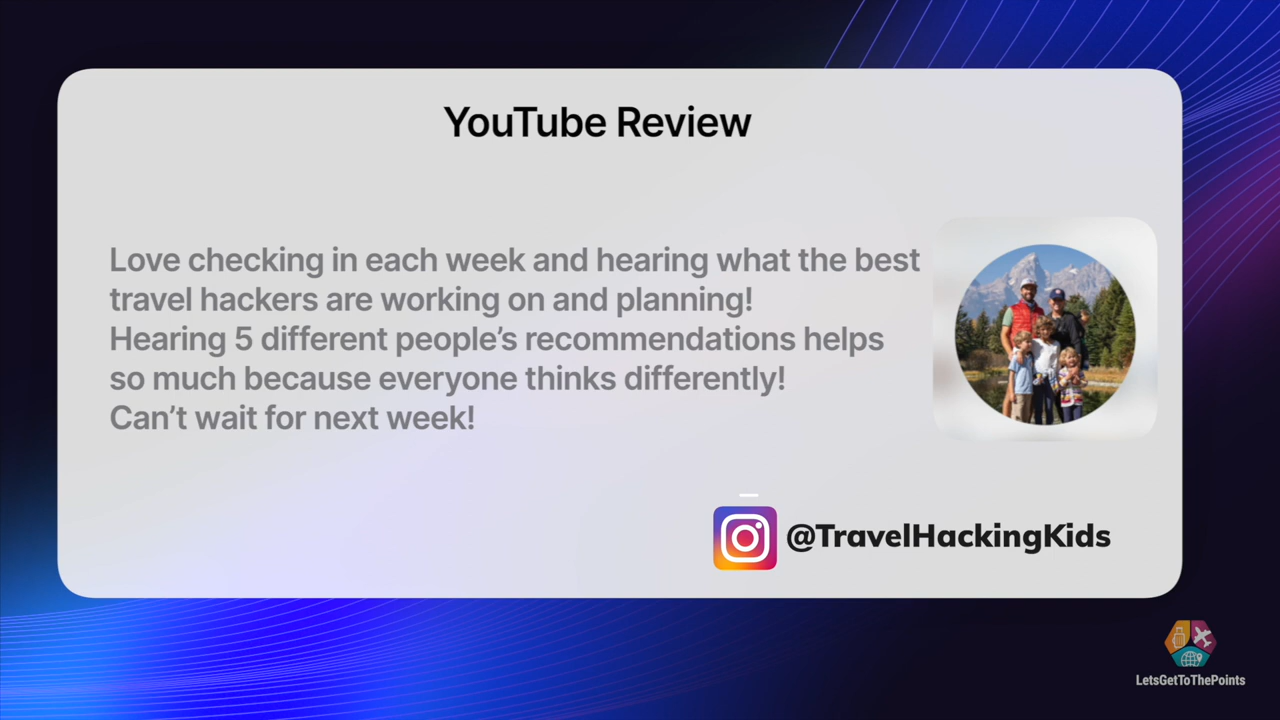 YouTube Review
Love checking in each week and hearing what the best
travel hackers are working on and planning!
Hearing 5 different people’s recommendations helps
so much because everyone thinks differently!
Can’t wait for next week!
@TravelHackingKids
LetsGetToThePoints